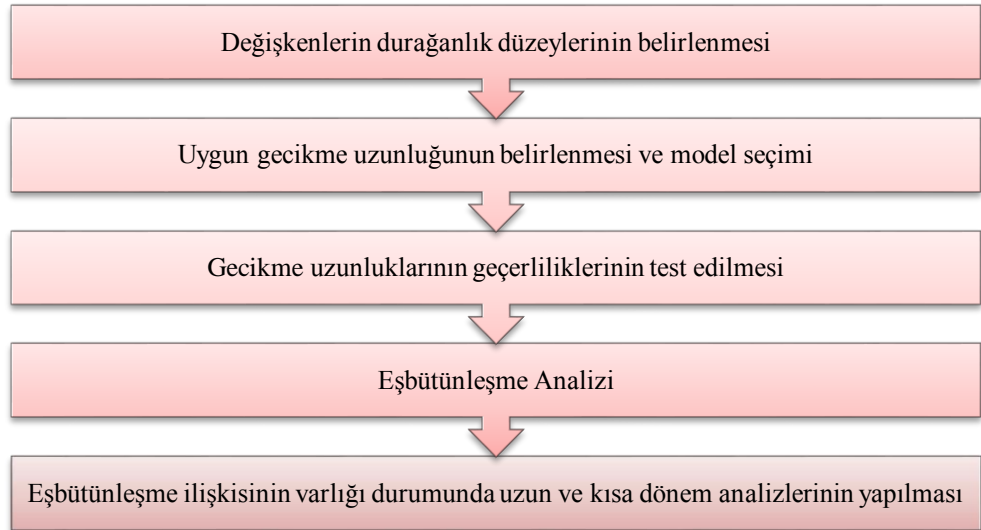 Değişkenlerin durağanlık düzeylerinin belirlenmesi
Uygun gecikme uzunluğunun belirlenmesi ve model seçimi
Gecikme uzunluklarının geçerliliklerinin test edilmesi
Eşbütünleşme Analizi
Eşbütünleşme ilişkisinin varlığı durumunda uzun ve kısa dönem analizlerinin yapılması